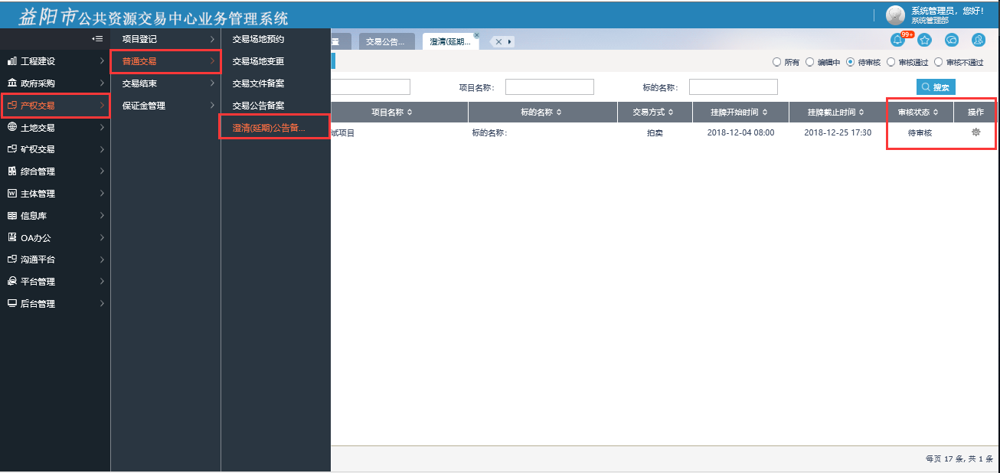 益阳市公共资源交易中心业务管理系统
系统管理员，您好！
系统管理部
99+
工程建设
政府采购
产权交易
土地交易
矿权交易
综合管理
主体管理
信息库
OA办公
沟通平台
平台管理
后台管理
项目登记
普通交易
交易结束
保证金管理
交易场地预约
交易场地变更
交易文件备案
交易公告备案
澄清(延期)公告备...
置 交易公告... 澄清(延期...
所有 编辑中 待审核 审核通过 审核不通过
项目名称： 标的名称： 搜索
项目名称 标的名称 交易方式 挂牌开始时间 挂牌截止时间 审核状态 操作
试项目 标的名称： 拍卖 2018-12-04 08:00 2018-12-25 17:30 待审核
每页 17 条, 共 1 条